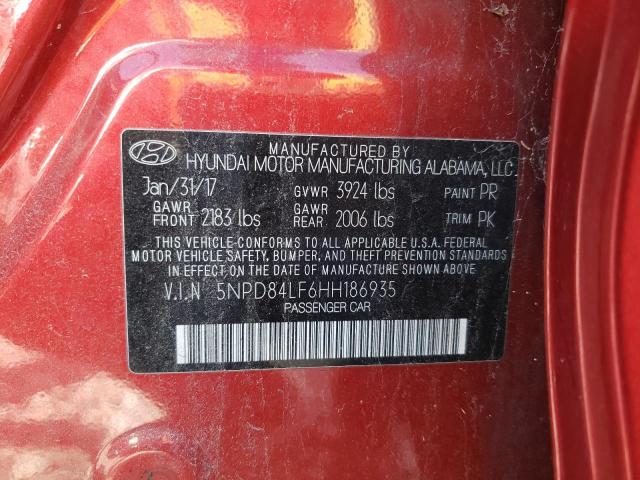 MANUFACTURED BY
HYUNDAI MOTOR MANUFACTURING ALABAMA, LLC
Jan/31/17 GVWR 3924 lbs PAINT PR
GAWR FRONT 2183 lbs GAWR REAR 2006 lbs TRIM PK
THIS VEHICLE CONFORMS TO ALL APPLICABLE U.S.A. FEDERAL
MOTOR VEHICLE SAFETY, BUMPER, AND THEFT PREVENTION STANDARDS
IN EFFECT ON THE DATE OF MANUFACTURE SHOWN ABOVE.
V.I.N 5NPD84LF6HH186935
PASSENGER CAR